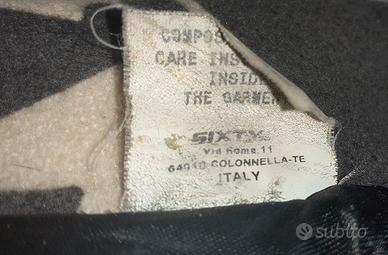 COMPOS
CARE INS
INSIDE
THE GARMEN
SIXTY
Via Roma,11
64010 COLONNELLA-TE
ITALY
subito